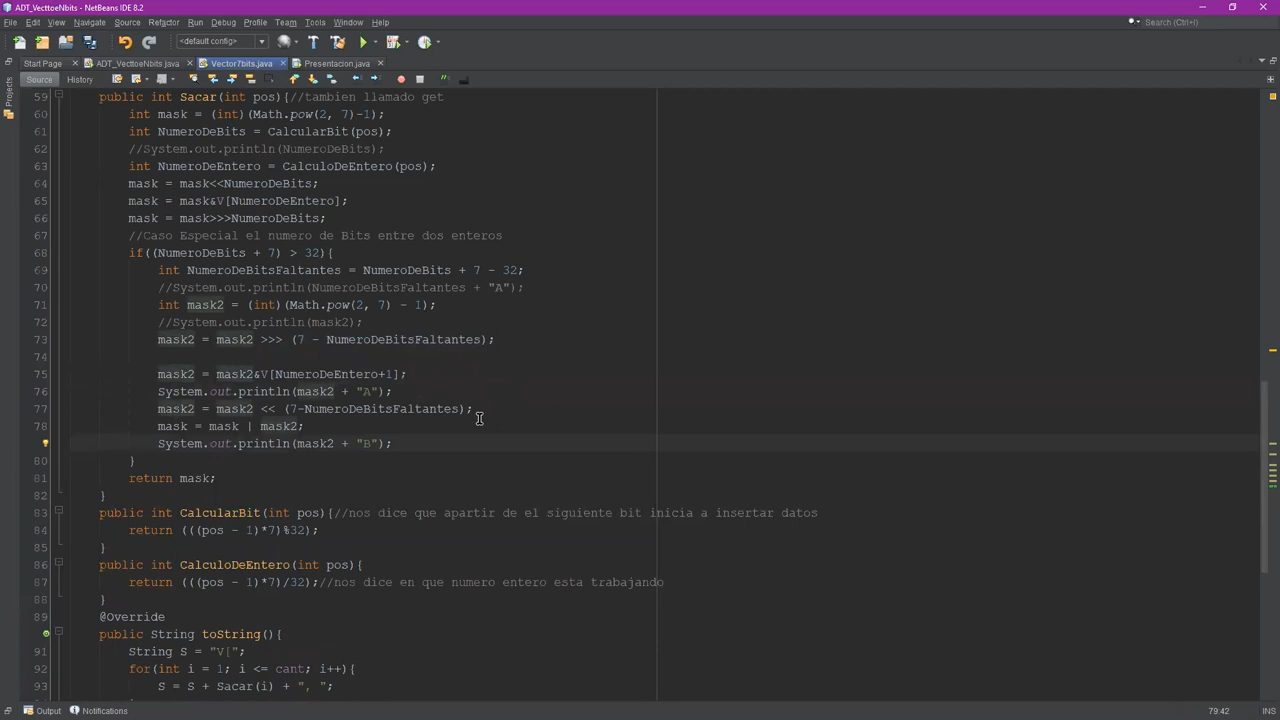 ADT_VecttoeNbits - NetBeans IDE 8.2
File Edit View Navigate Source Refactor Run Debug Profile Team Tools Window Help
Search (Ctrl+I)
<default config>
Start Page ADT_VecttoeNbits.java Vector7bits.java Presentacion.java
Projects
Source History
59 public int Sacar(int pos){//tambien llamado get
60 int mask = (int)(Math.pow(2, 7)-1);
61 int NumeroDeBits = CalcularBit(pos);
62 //System.out.println(NumeroDeBits);
63 int NumeroDeEntero = CalculoDeEntero(pos);
64 mask = mask<<NumeroDeBits;
65 mask = mask&V[NumeroDeEntero];
66 mask = mask>>>NumeroDeBits;
67 //Caso Especial el numero de Bits entre dos enteros
68 if((NumeroDeBits + 7) > 32){
69 int NumeroDeBitsFaltantes = NumeroDeBits + 7 - 32;
70 //System.out.println(NumeroDeBitsFaltantes + "A");
71 int mask2 = (int)(Math.pow(2, 7) - 1);
72 //System.out.println(mask2);
73 mask2 = mask2 >>> (7 - NumeroDeBitsFaltantes);
74
75 mask2 = mask2&V[NumeroDeEntero+1];
76 System.out.println(mask2 + "A");
77 mask2 = mask2 << (7-NumeroDeBitsFaltantes);
78 mask = mask | mask2;
System.out.println(mask2 + "B");
80 }
81 return mask;
82 }
83 public int CalcularBit(int pos){//nos dice que apartir de el siguiente bit inicia a insertar datos
84 return (((pos - 1)*7)%32);
85 }
86 public int CalculoDeEntero(int pos){
87 return (((pos - 1)*7)/32);//nos dice en que numero entero esta trabajando
88 }
89 @Override
public String toString(){
91 String S = "V[";
92 for(int i = 1; i <= cant; i++){
93 S = S + Sacar(i) + ", ";
Output Notifications 79:42 INS